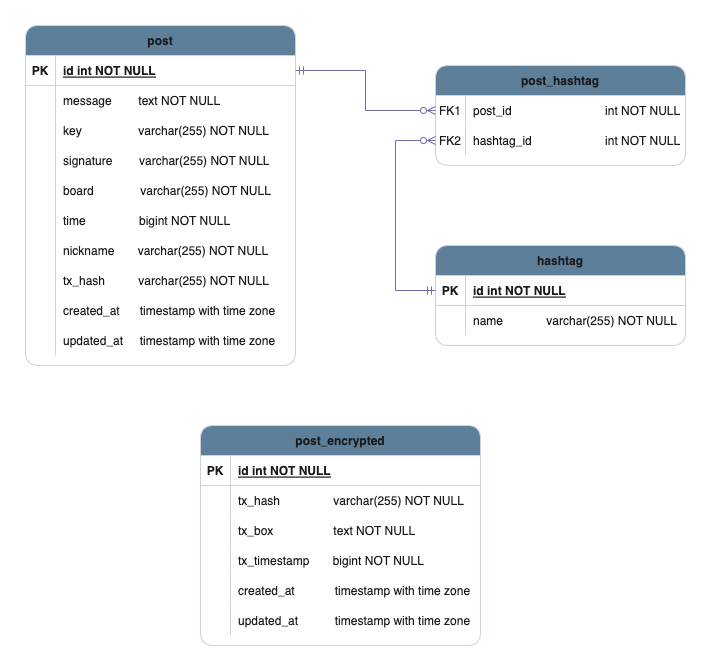 post
PK id int NOT NULL
message text NOT NULL
key varchar(255) NOT NULL
signature varchar(255) NOT NULL
board varchar(255) NOT NULL
time bigint NOT NULL
nickname varchar(255) NOT NULL
tx_hash varchar(255) NOT NULL
created_at timestamp with time zone
updated_at timestamp with time zone
post_hashtag
FK1 post_id int NOT NULL
FK2 hashtag_id int NOT NULL
hashtag
PK id int NOT NULL
name varchar(255) NOT NULL
post_encrypted
PK id int NOT NULL
tx_hash varchar(255) NOT NULL
tx_box text NOT NULL
tx_timestamp bigint NOT NULL
created_at timestamp with time zone
updated_at timestamp with time zone